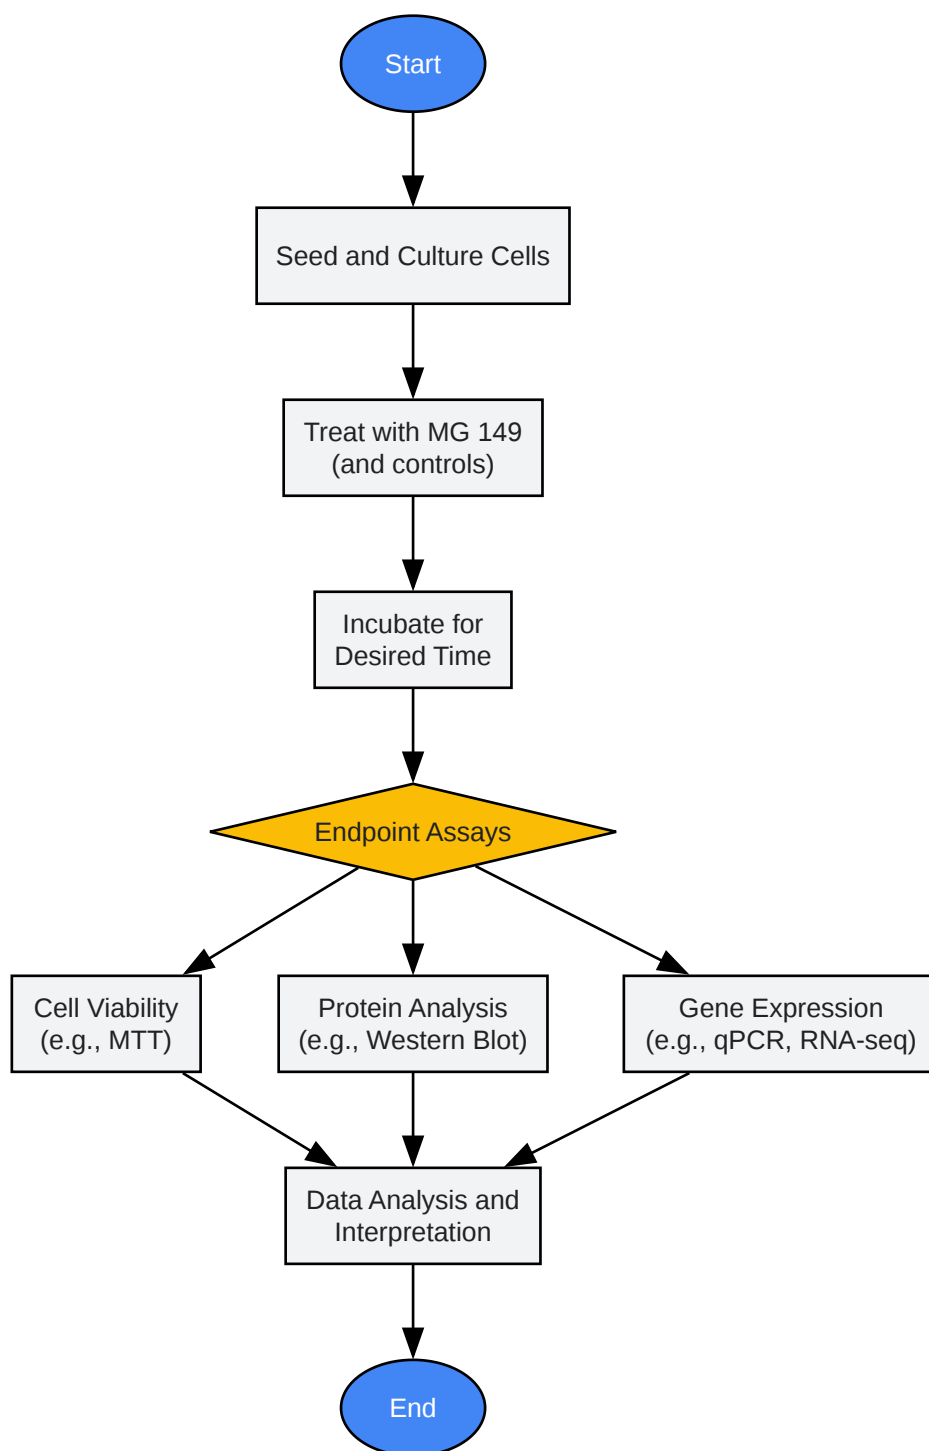 Start
Seed and Culture Cells
Treat with MG 149
(and controls)
Incubate for
Desired Time
Endpoint Assays
Cell Viability
(e.g., MTT)
Protein Analysis
(e.g., Western Blot)
Gene Expression
(e.g., qPCR, RNA-seq)
Data Analysis and
Interpretation
End